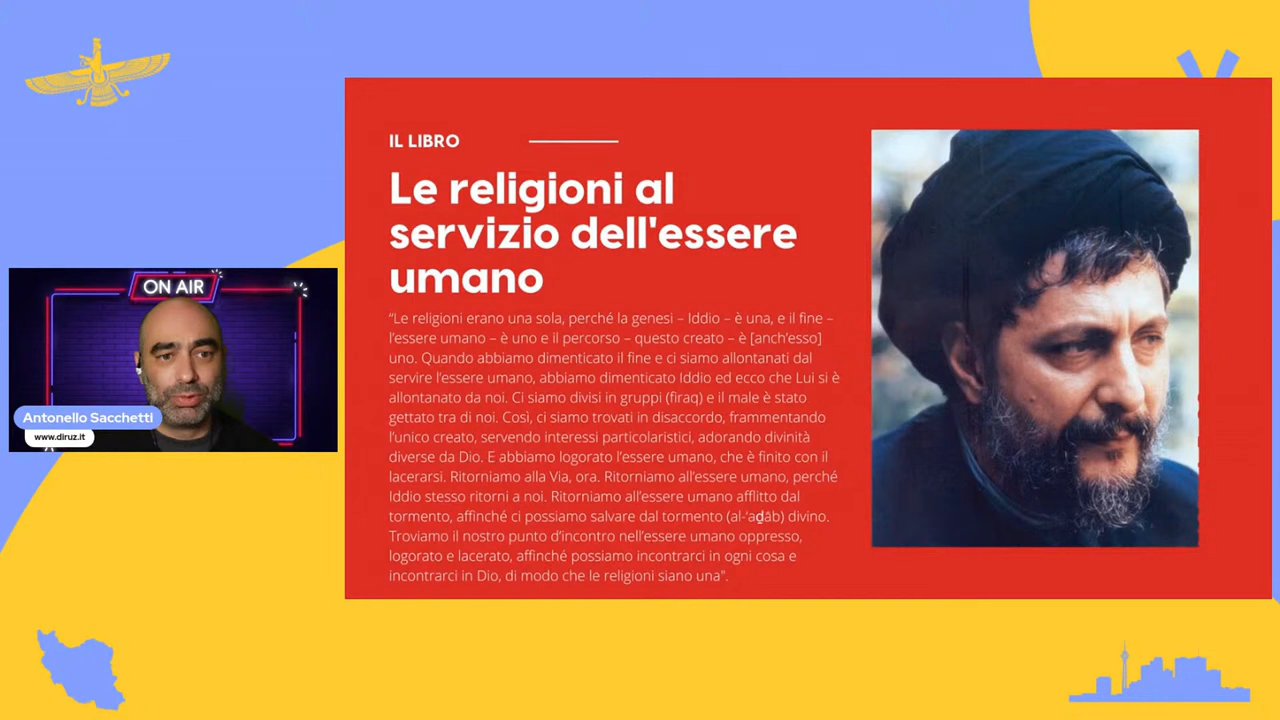 IL LIBRO
Le religioni al
servizio dell'essere
umano
“Le religioni erano una sola, perché la genesi – Iddio – è una, e il fine –
l’essere umano – è uno e il percorso – questo creato – è [anch’esso]
uno. Quando abbiamo dimenticato il fine e ci siamo allontanati dal
servire l’essere umano, abbiamo dimenticato Iddio ed ecco che Lui si è
allontanato da noi. Ci siamo divisi in gruppi (firaq) e il male è stato
gettato tra di noi. Così, ci siamo trovati in disaccordo, frammentando
l’unico creato, servendo interessi particolaristici, adorando divinità
diverse da Dio. E abbiamo logorato l’essere umano, che è finito con il
lacerarsi. Ritorniamo alla Via, ora. Ritorniamo all’essere umano, perché
Iddio stesso ritorni a noi. Ritorniamo all’essere umano afflitto dal
tormento, affinché ci possiamo salvare dal tormento (al-‘aḏâb) divino.
Troviamo il nostro punto d’incontro nell’essere umano oppresso,
logorato e lacerato, affinché possiamo incontrarci in ogni cosa e
incontrarci in Dio, di modo che le religioni siano una".
ON AIR
Antonello Sacchetti
www.diruz.it